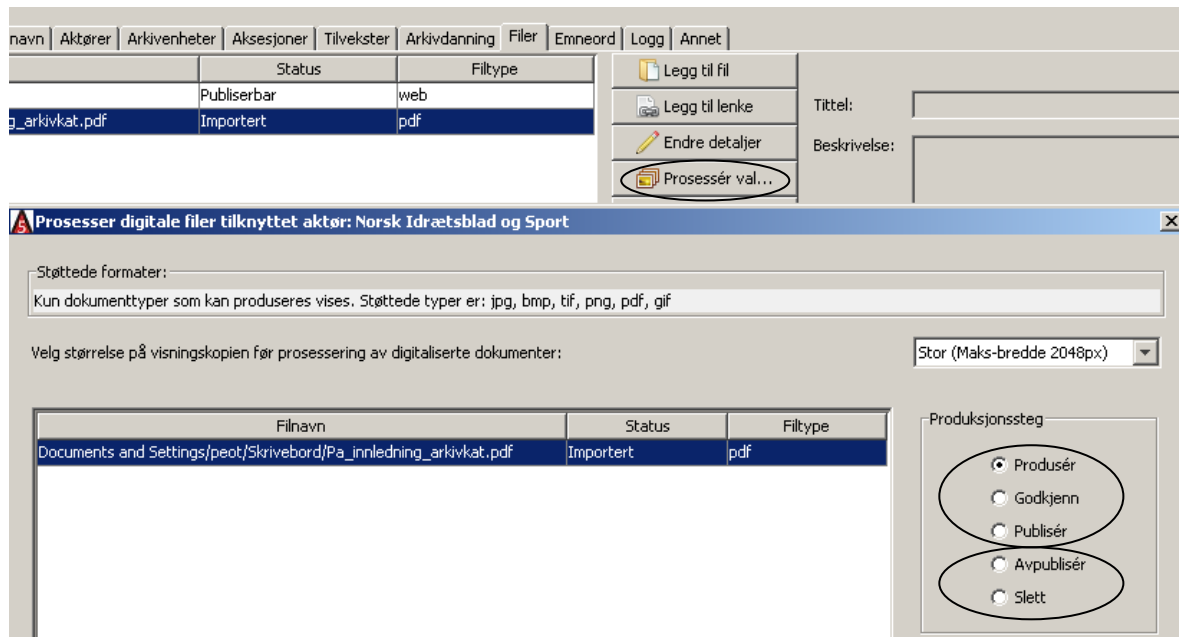 navn Aktører Arkivenheter Aksesjoner Tilvekster Arkivdanning Filer Emneord Logg Annet
Status Filtype
Publiserbar web
g_arkivkat.pdf Importert pdf
Legg til fil
Legg til lenke
Endre detaljer
Prosessér val...
Tittel:
Beskrivelse:
Prosesser digitale filer tilknyttet aktør: Norsk Idrætsblad og Sport
Støttede formater:
Kun dokumenttyper som kan produseres vises. Støttede typer er: jpg, bmp, tif, png, pdf, gif
Velg størrelse på visningskopien før prosessering av digitaliserte dokumenter:
Stor (Maks-bredde 2048px)
Filnavn Status Filtype
Documents and Settings/peot/Skrivebord/Pa_innledning_arkivkat.pdf Importert pdf
Produksjonssteg
Produsér
Godkjenn
Publisér
Avpublisér
Slett